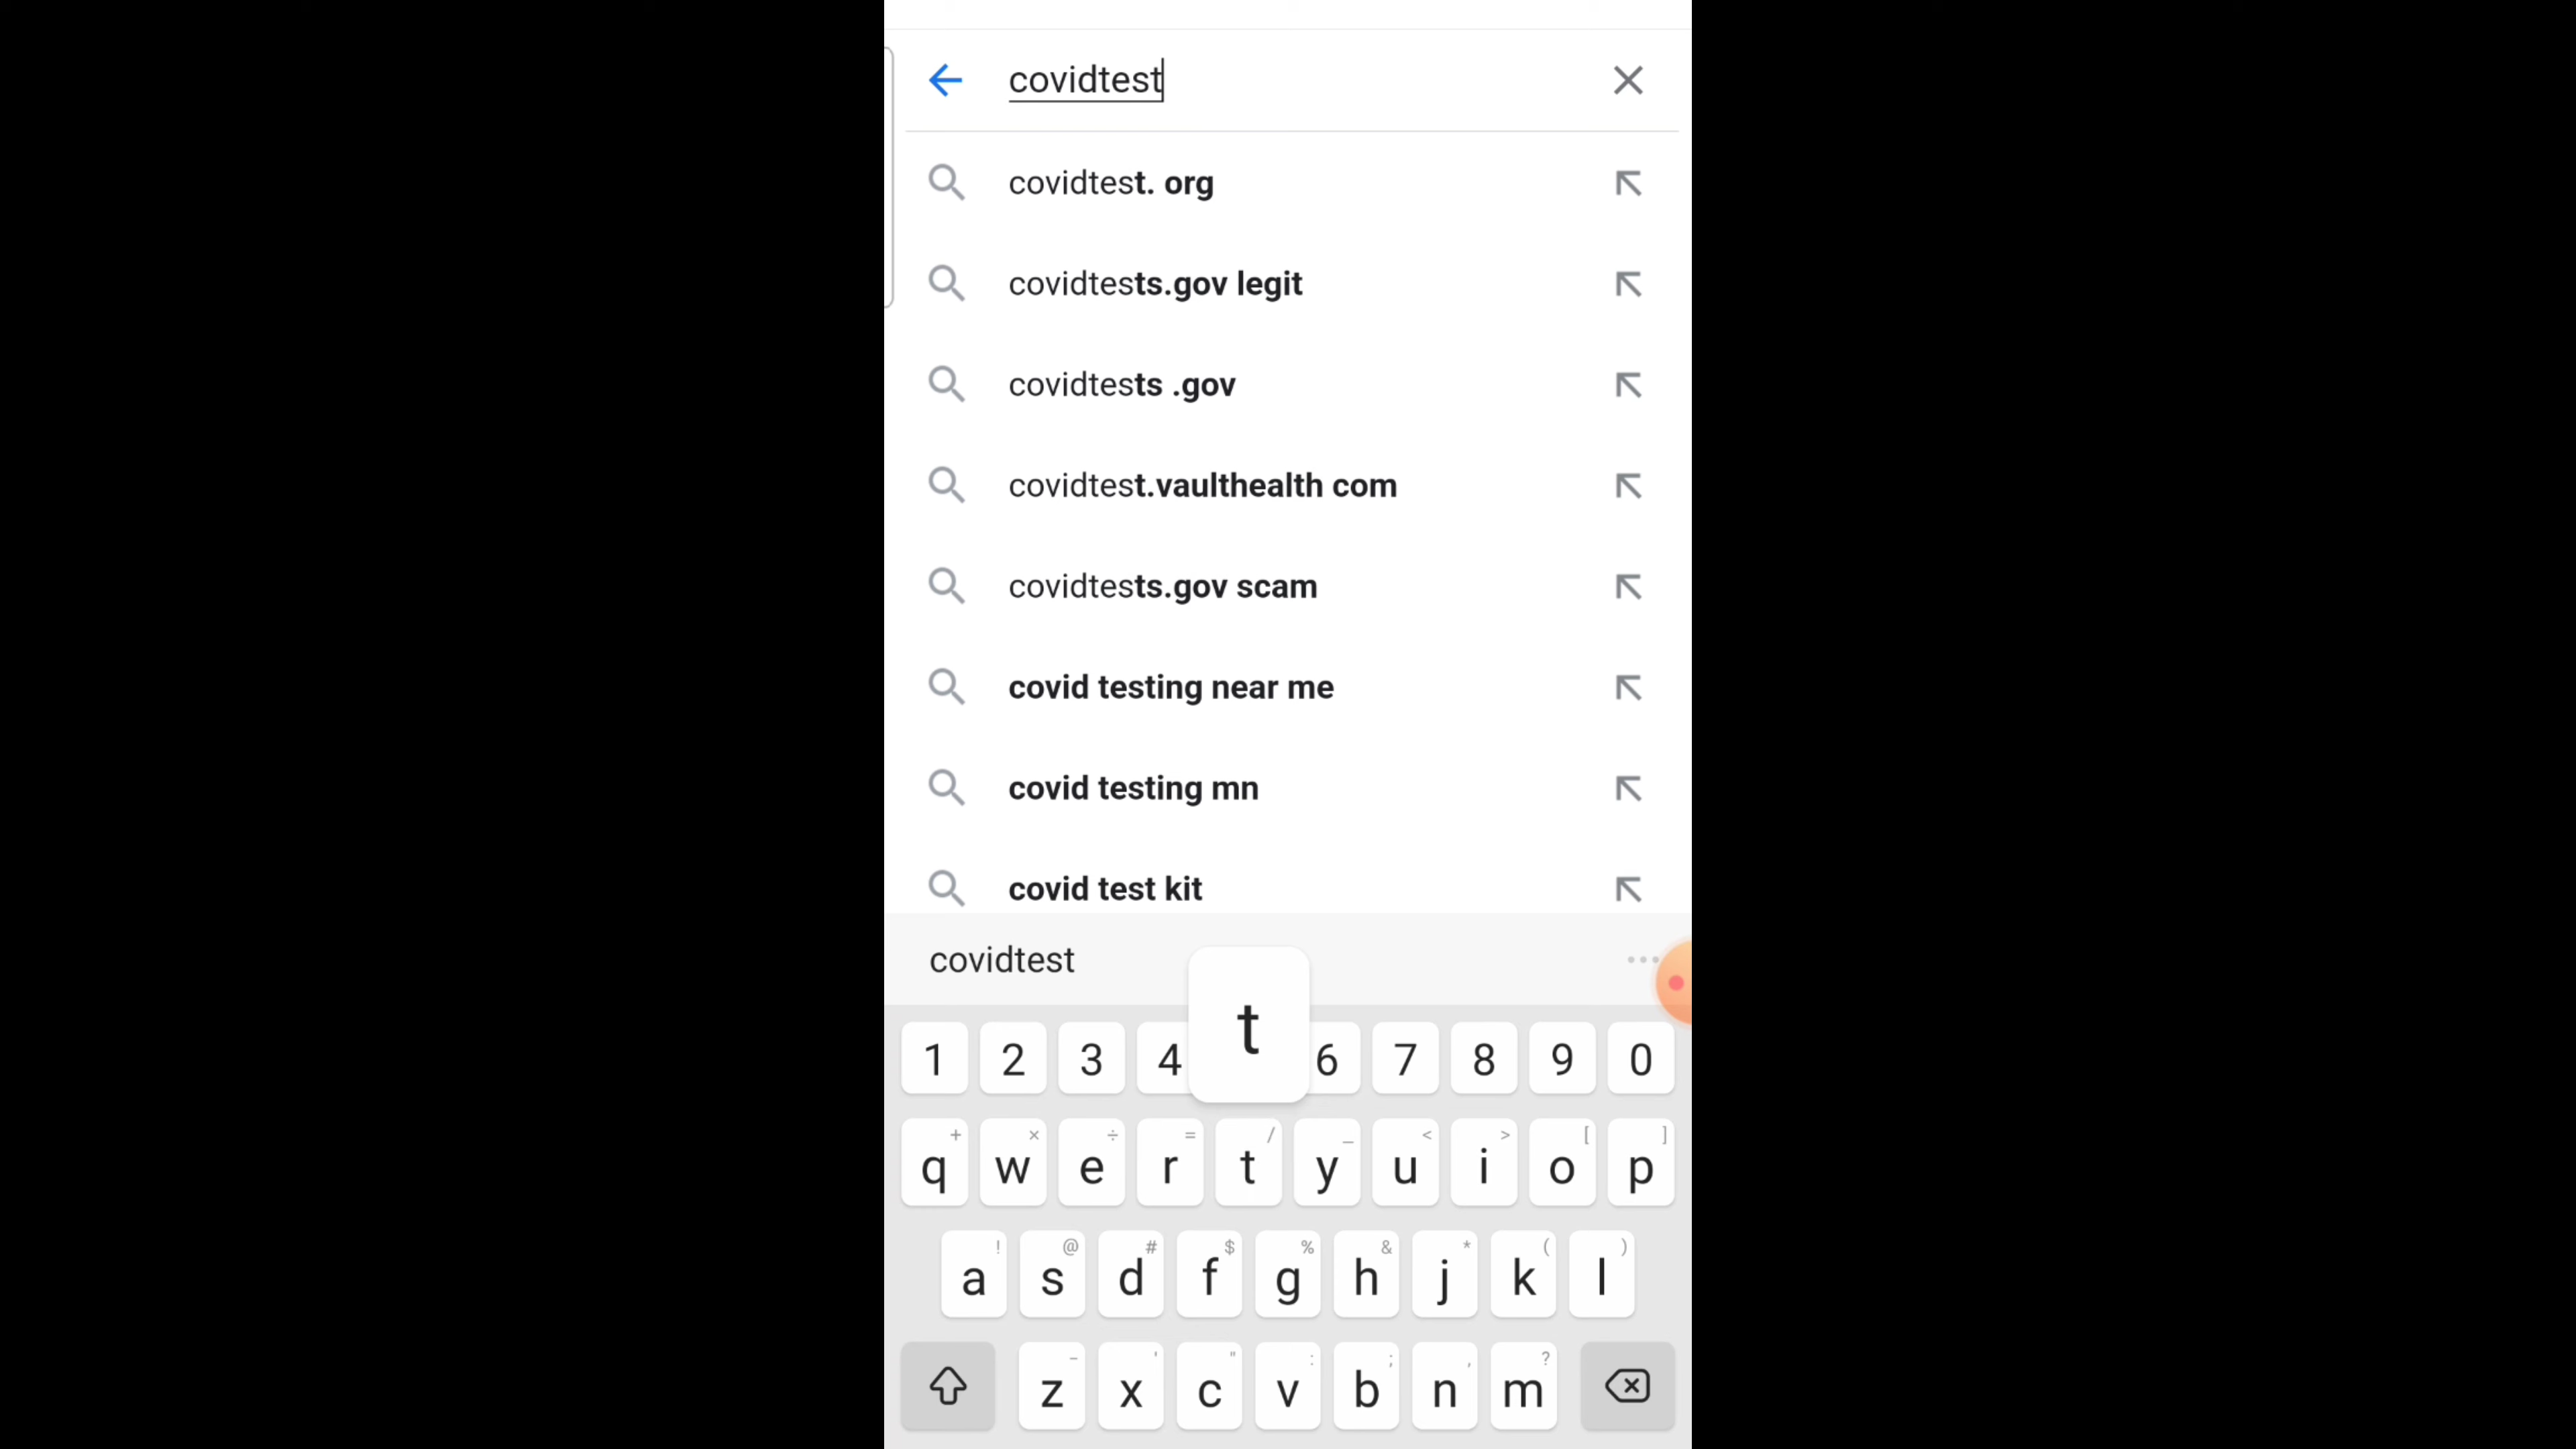 covidtest
covidtest. org
covidtests.gov legit
covidtests .gov
covidtest.vaulthealth com
covidtests.gov scam
covid testing near me
covid testing mn
covid test kit
covidtest
t
1 2 3 4 6 7 8 9 0
+ × ÷ = / _ < > [ ]
q w e r t y u i o p
! @ # $ % & * ( )
a s d f g h j k l
- ' " : ; , ?
z x c v b n m